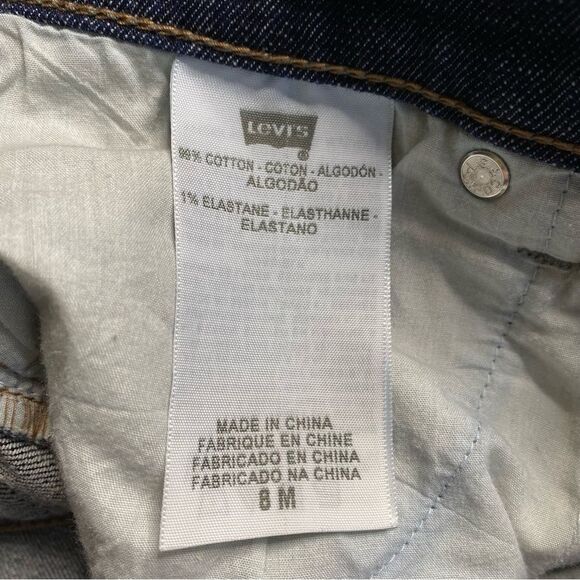 LEVI'S
®
99% COTTON - COTON - ALGODÓN -
ALGODÃO
1% ELASTANE - ELASTHANNE -
ELASTANO
MADE IN CHINA
FABRIQUE EN CHINE
FABRICADO EN CHINA
FABRICADO NA CHINA
8 M